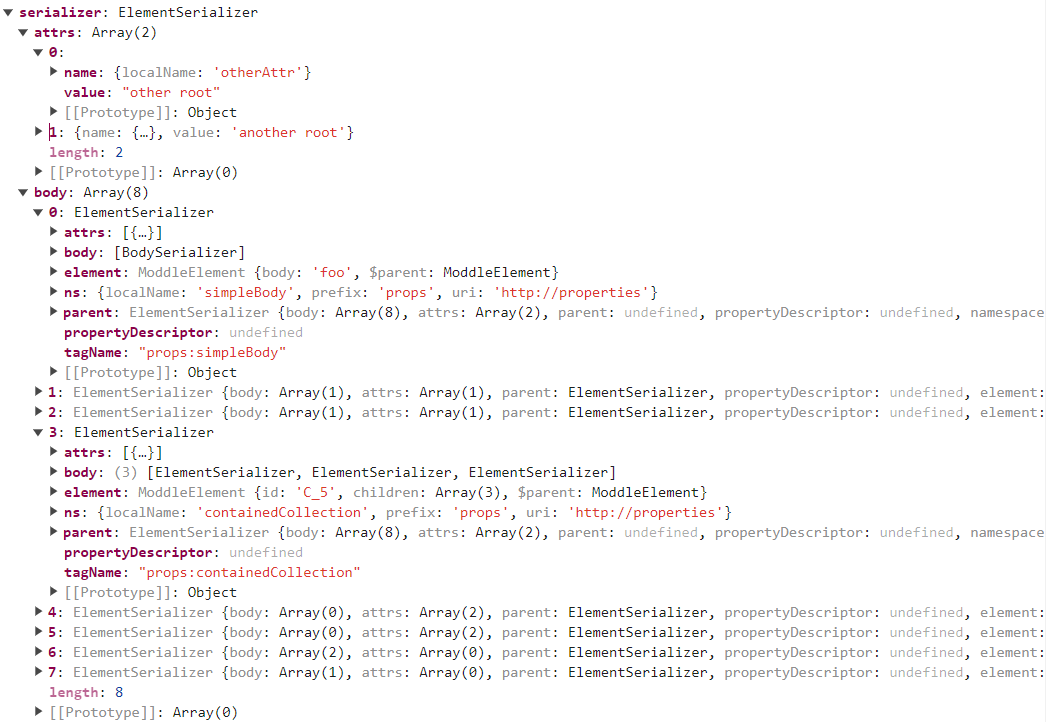 serializer: ElementSerializer
attrs: Array(2)
0:
name: {localName: 'otherAttr'}
value: "other root"
[[Prototype]]: Object
1: {name: {…}, value: 'another root'}
length: 2
[[Prototype]]: Array(0)
body: Array(8)
0: ElementSerializer
attrs: [{…}]
body: [BodySerializer]
element: ModdleElement {body: 'foo', $parent: ModdleElement}
ns: {localName: 'simpleBody', prefix: 'props', uri: 'http://properties'}
parent: ElementSerializer {body: Array(8), attrs: Array(2), parent: undefined, propertyDescriptor: undefined, namespace
propertyDescriptor: undefined
tagName: "props:simpleBody"
[[Prototype]]: Object
1: ElementSerializer {body: Array(1), attrs: Array(1), parent: ElementSerializer, propertyDescriptor: undefined, element:
2: ElementSerializer {body: Array(1), attrs: Array(1), parent: ElementSerializer, propertyDescriptor: undefined, element:
3: ElementSerializer
attrs: [{…}]
body: (3) [ElementSerializer, ElementSerializer, ElementSerializer]
element: ModdleElement {id: 'C_5', children: Array(3), $parent: ModdleElement}
ns: {localName: 'containedCollection', prefix: 'props', uri: 'http://properties'}
parent: ElementSerializer {body: Array(8), attrs: Array(2), parent: undefined, propertyDescriptor: undefined, namespace
propertyDescriptor: undefined
tagName: "props:containedCollection"
[[Prototype]]: Object
4: ElementSerializer {body: Array(0), attrs: Array(2), parent: ElementSerializer, propertyDescriptor: undefined, element:
5: ElementSerializer {body: Array(0), attrs: Array(2), parent: ElementSerializer, propertyDescriptor: undefined, element:
6: ElementSerializer {body: Array(2), attrs: Array(0), parent: ElementSerializer, propertyDescriptor: undefined, element:
7: ElementSerializer {body: Array(1), attrs: Array(0), parent: ElementSerializer, propertyDescriptor: undefined, element:
length: 8
[[Prototype]]: Array(0)